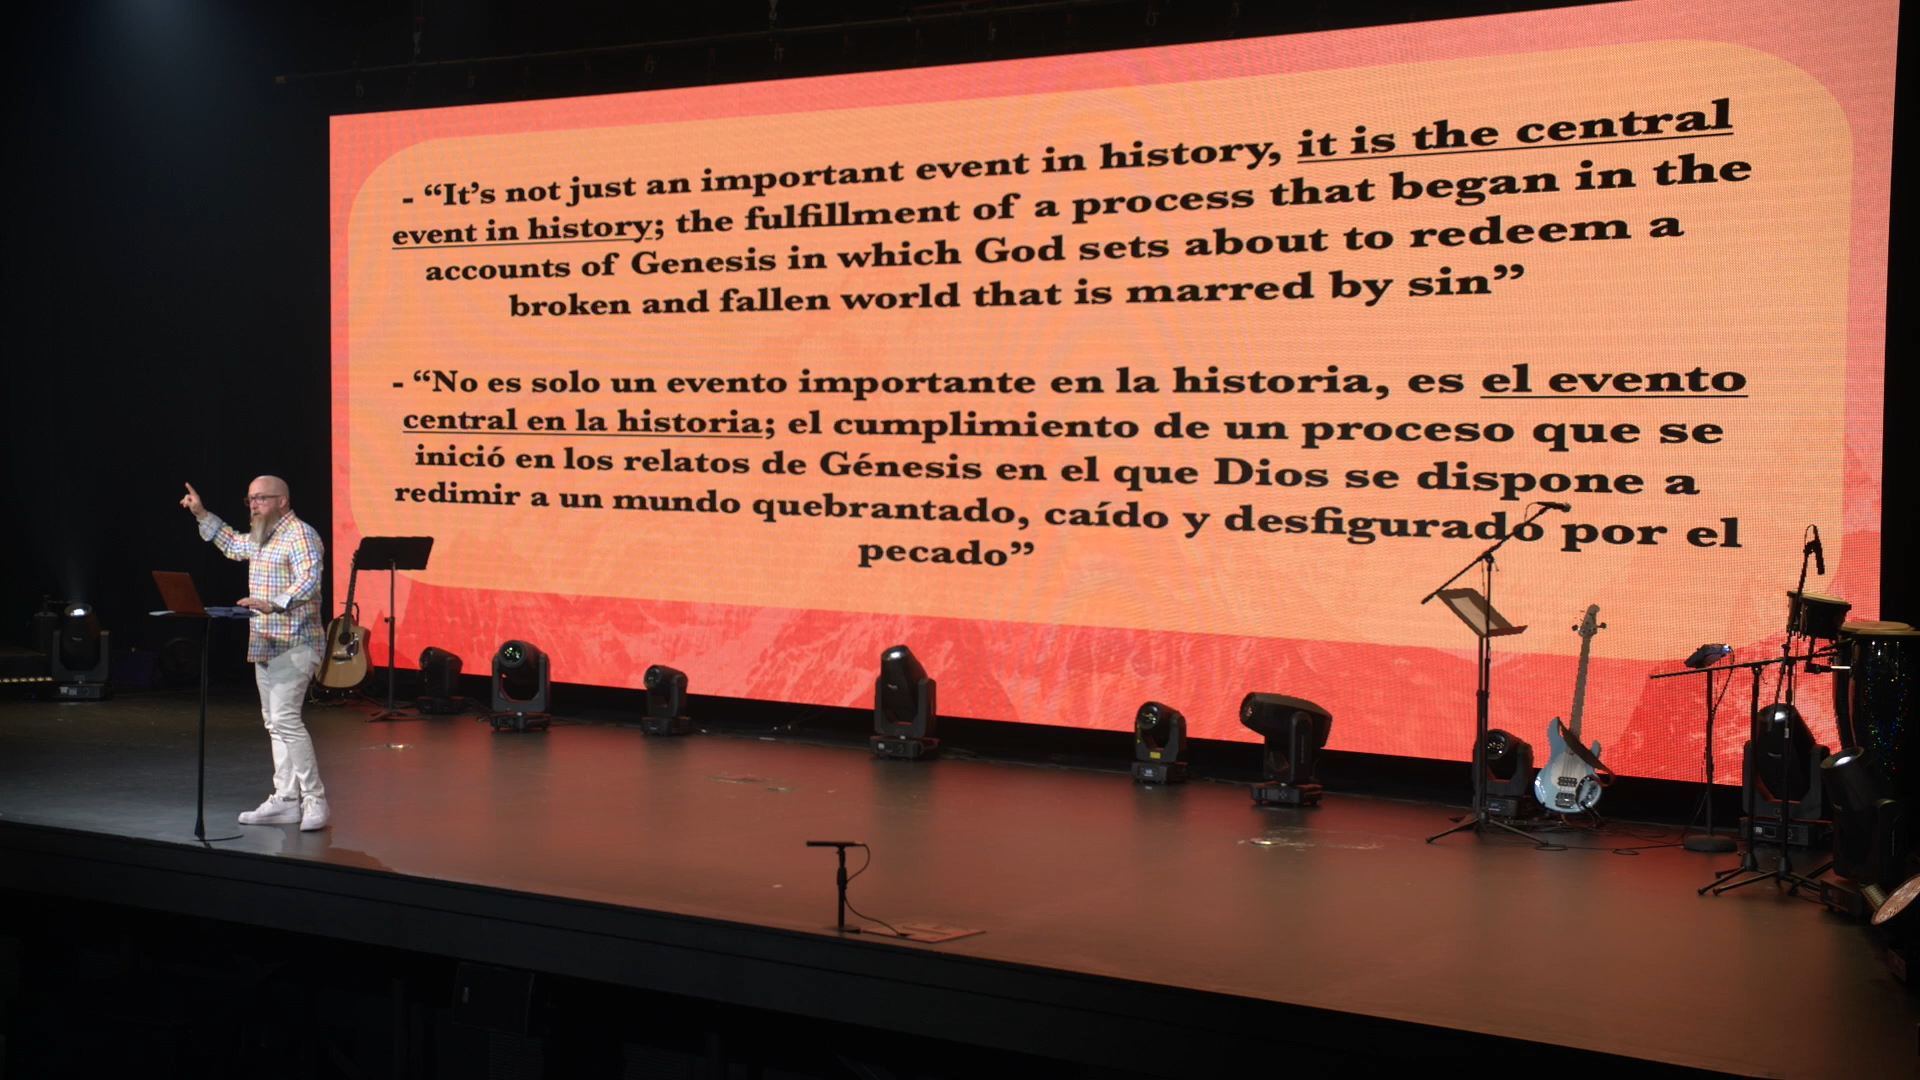 - “It’s not just an important event in history, it is the central
event in history; the fulfillment of a process that began in the
accounts of Genesis in which God sets about to redeem a
broken and fallen world that is marred by sin”
- “No es solo un evento importante en la historia, es el evento
central en la historia; el cumplimiento de un proceso que se
inició en los relatos de Génesis en el que Dios se dispone a
redimir a un mundo quebrantado, caído y desfigurado por el
pecado”